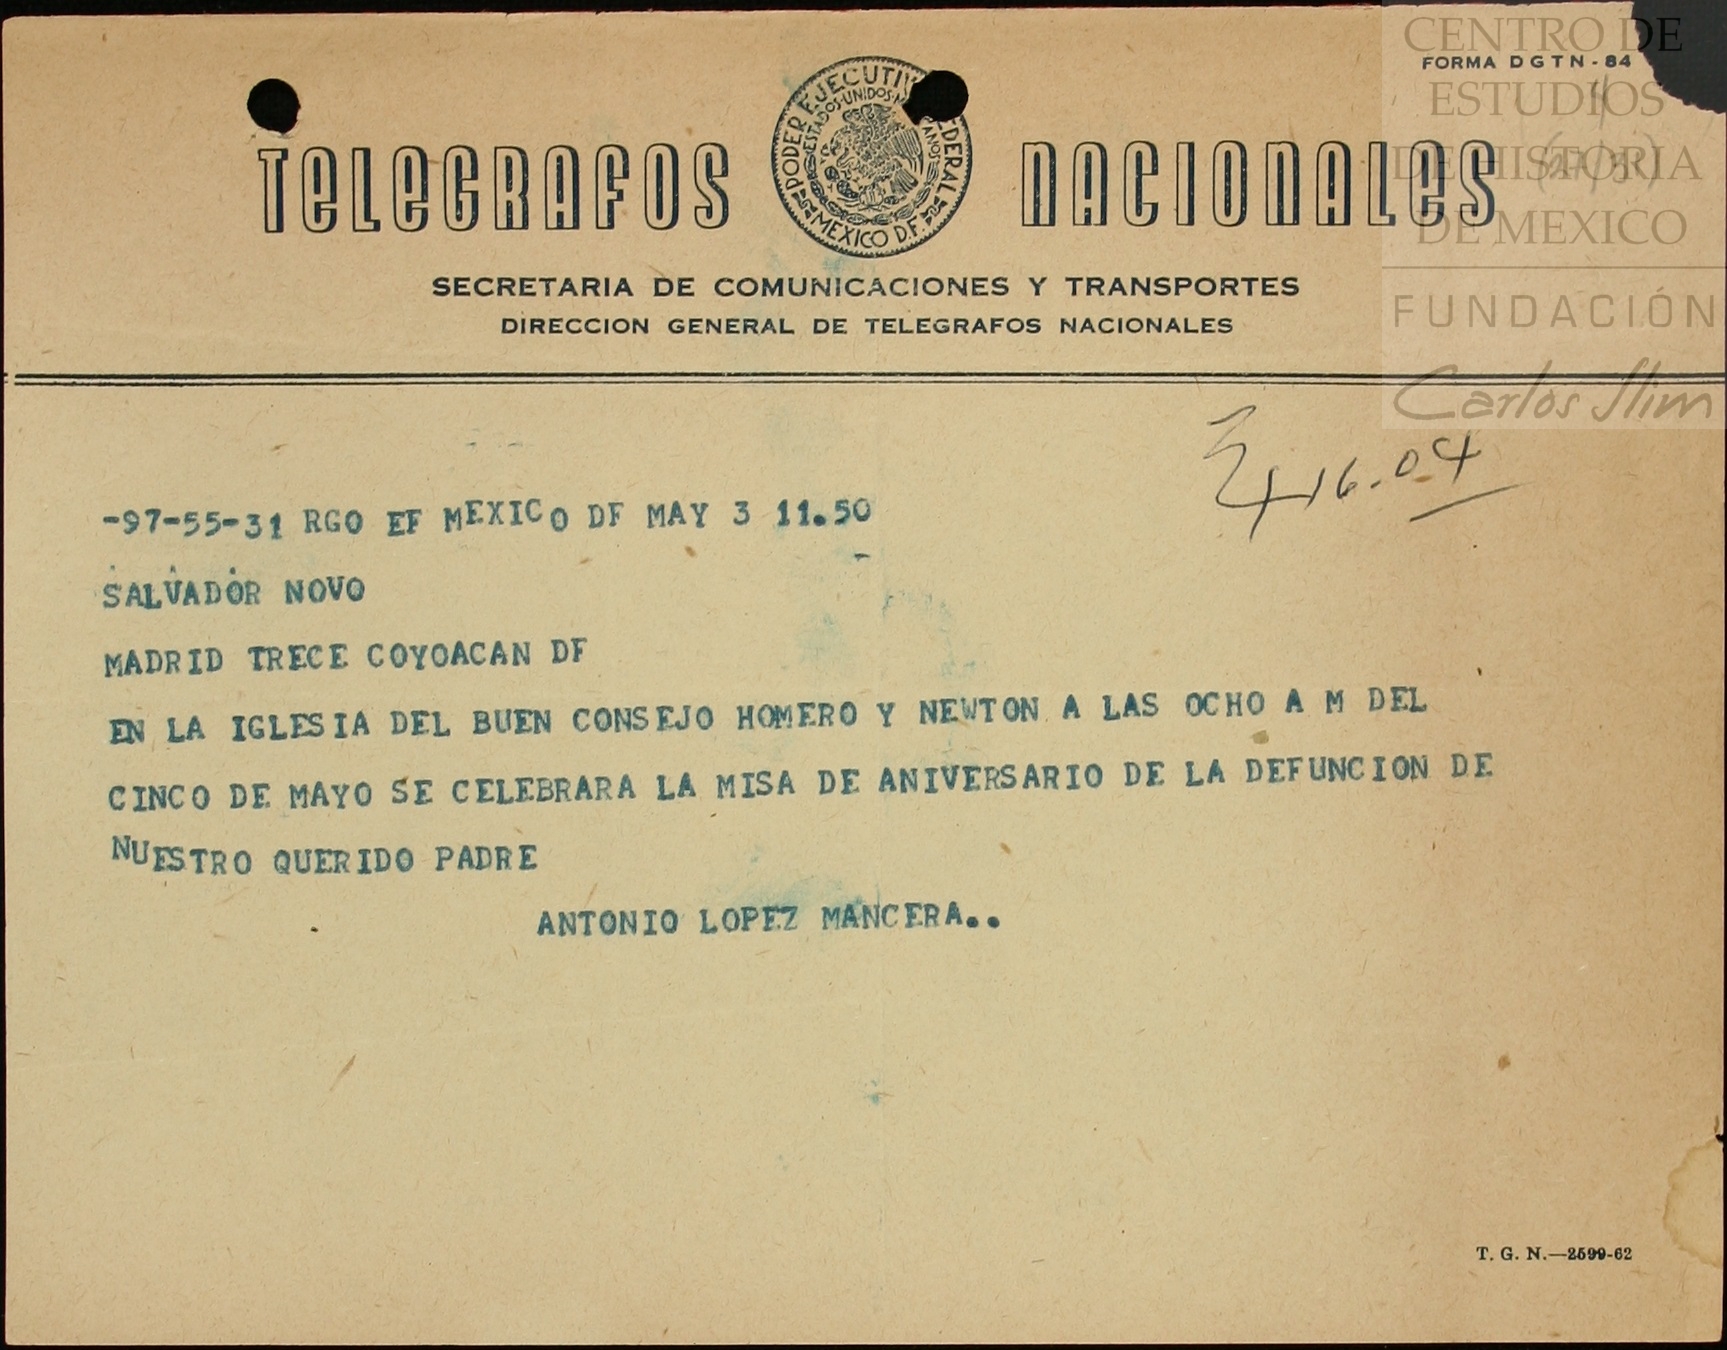 CENTRO DE
FORMA D G T N - 84
ESTUDIOS
DE HISTORIA
DE MEXICO
FUNDACIÓN
Carlos Slim
PODER EJECUTIV FEDERAL
ESTADOS UNIDOS M ANOS
MEXICO D.F.
TELEGRAFOS NACIONALES
SECRETARIA DE COMUNICACIONES Y TRANSPORTES
DIRECCION GENERAL DE TELEGRAFOS NACIONALES
16.04
-97-55-31 RGO EF MEXICO DF MAY 3 11.50
SALVADOR NOVO
MADRID TRECE COYOACAN DF
EN LA IGLESIA DEL BUEN CONSEJO HOMERO Y NEWTON A LAS OCHO A M DEL
CINCO DE MAYO SE CELEBRARA LA MISA DE ANIVERSARIO DE LA DEFUNCION DE
NUESTRO QUERIDO PADRE
ANTONIO LOPEZ MANCERA..
T. G. N.—2599-62